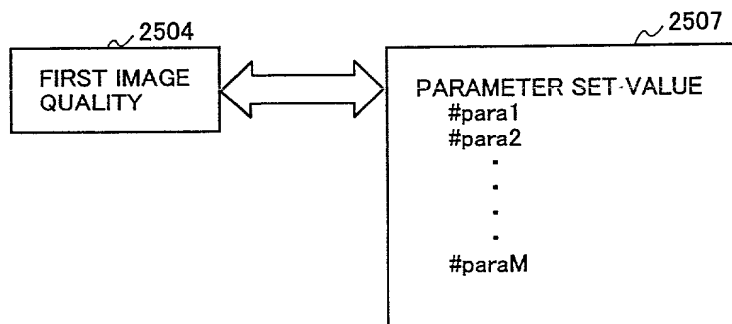 2504
FIRST IMAGE
QUALITY
2507
PARAMETER SET-VALUE
#para1
#para2
#paraM